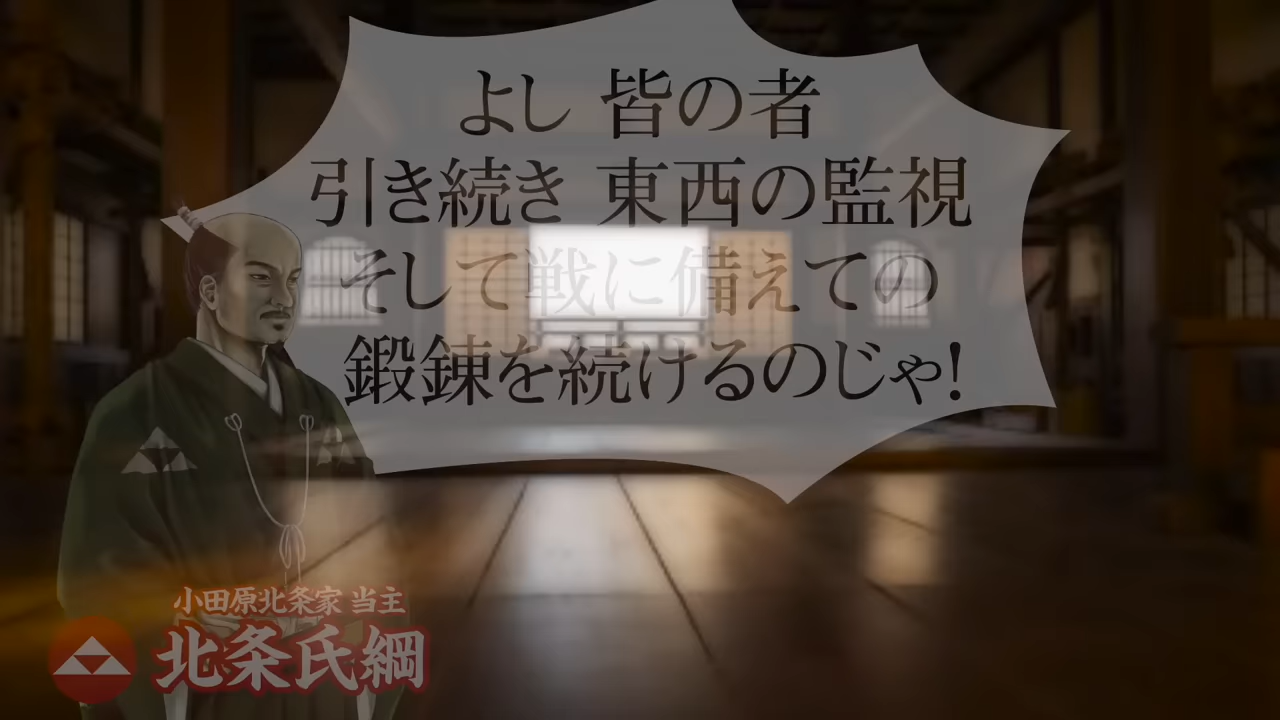 よし 皆の者
引き続き 東西の監視
そして戦に備えての
鍛錬を続けるのじゃ!
小田原北条家 当主
北条氏綱